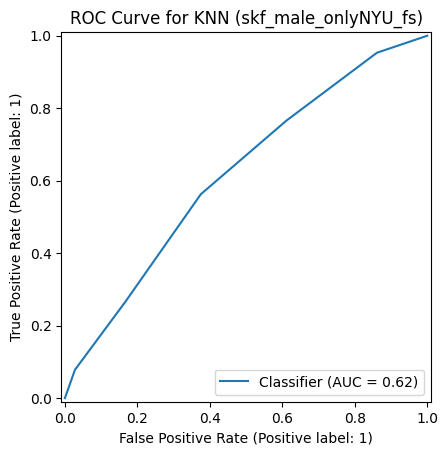 ROC Curve for KNN (skf_male_onlyNYU_fs)
True Positive Rate (Positive label: 1)
1.0
0.8
0.6
0.4
0.2
0.0
Classifier (AUC = 0.62)
0.0 0.2 0.4 0.6 0.8 1.0
False Positive Rate (Positive label: 1)